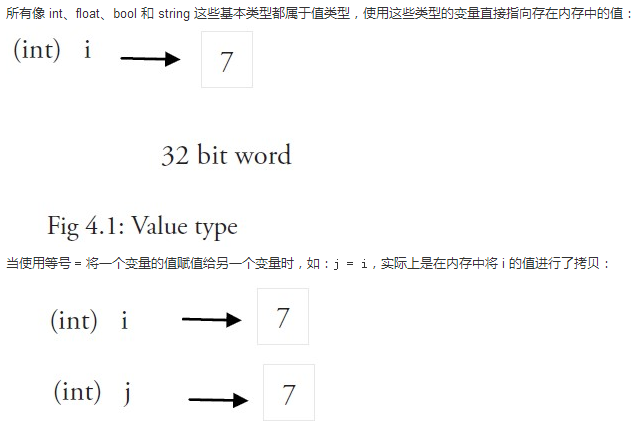 所有像 int、float、bool 和 string 这些基本类型都属于值类型，使用这些类型的变量直接指向存在内存中的值：
(int) i 7
32 bit word
Fig 4.1: Value type
当使用等号 = 将一个变量的值赋值给另一个变量时，如：j = i，实际上是在内存中将 i 的值进行了拷贝：
(int) i 7
(int) j 7